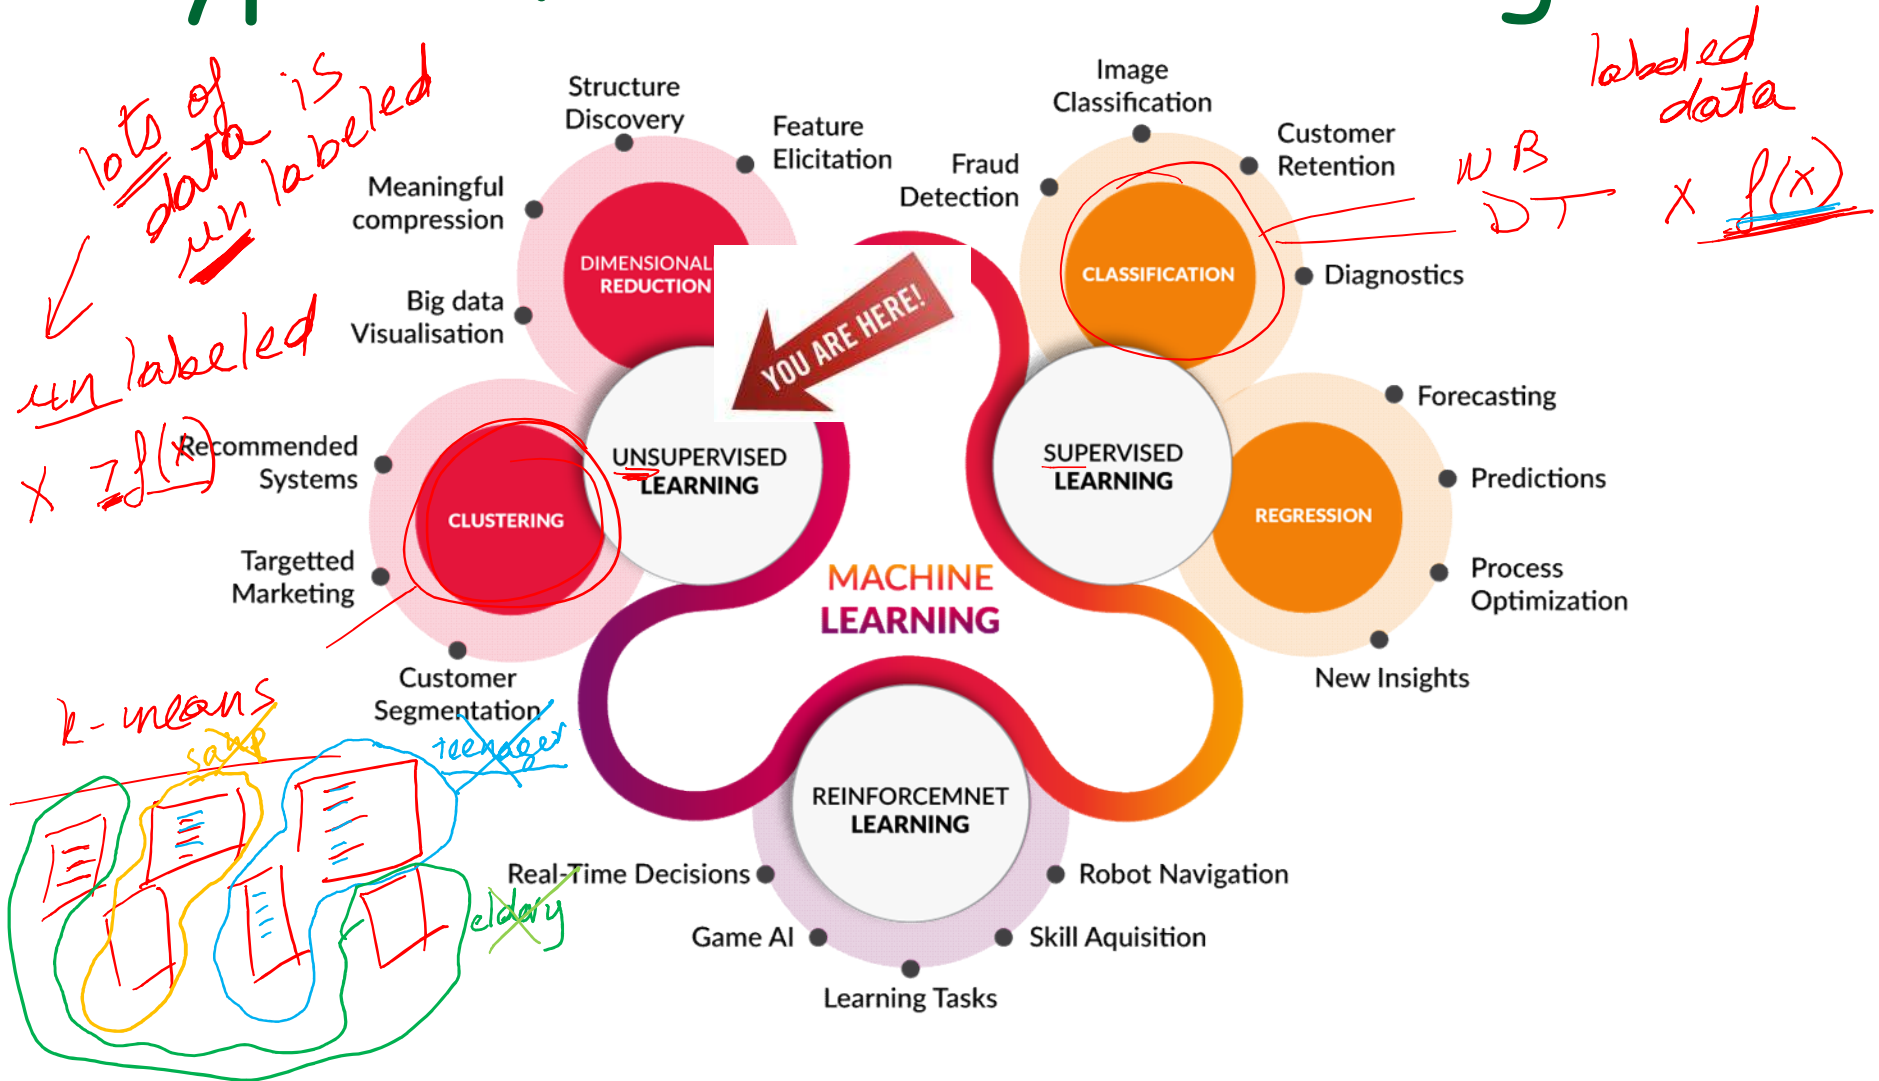 lots of
data is
un labeled
un labeled
x ? f(x)
labeled
data
NB
DT
x f(x)
Structure
Discovery
Feature
Elicitation
Meaningful
compression
Big data
Visualisation
DIMENSIONAL
REDUCTION
YOU ARE HERE!
Image
Classification
Fraud
Detection
Customer
Retention
Diagnostics
CLASSIFICATION
Recommended
Systems
Targetted
Marketing
Customer
Segmentation
CLUSTERING
UNSUPERVISED
LEARNING
SUPERVISED
LEARNING
REGRESSION
Forecasting
Predictions
Process
Optimization
New Insights
MACHINE
LEARNING
k-means
teenager
eldery
REINFORCEMNET
LEARNING
Real-Time Decisions
Game AI
Learning Tasks
Skill Aquisition
Robot Navigation